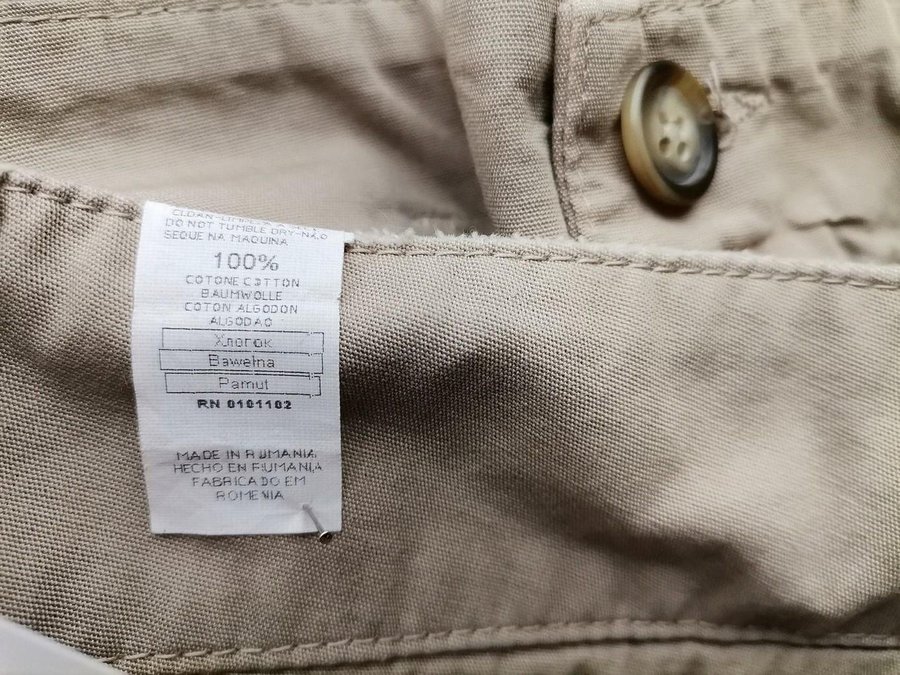 DO NOT TUMBLE DRY-NÃO
SEQUE NA MAQUINA
100%
COTONE COTTON
BAUMWOLLE
COTON ALGODON
ALGODAO
Хлопок
Bawełna
Pamut
RN 0101102
MADE IN RUMANIA
HECHO EN RUMANIA
FABRICADO EM
ROMENIA